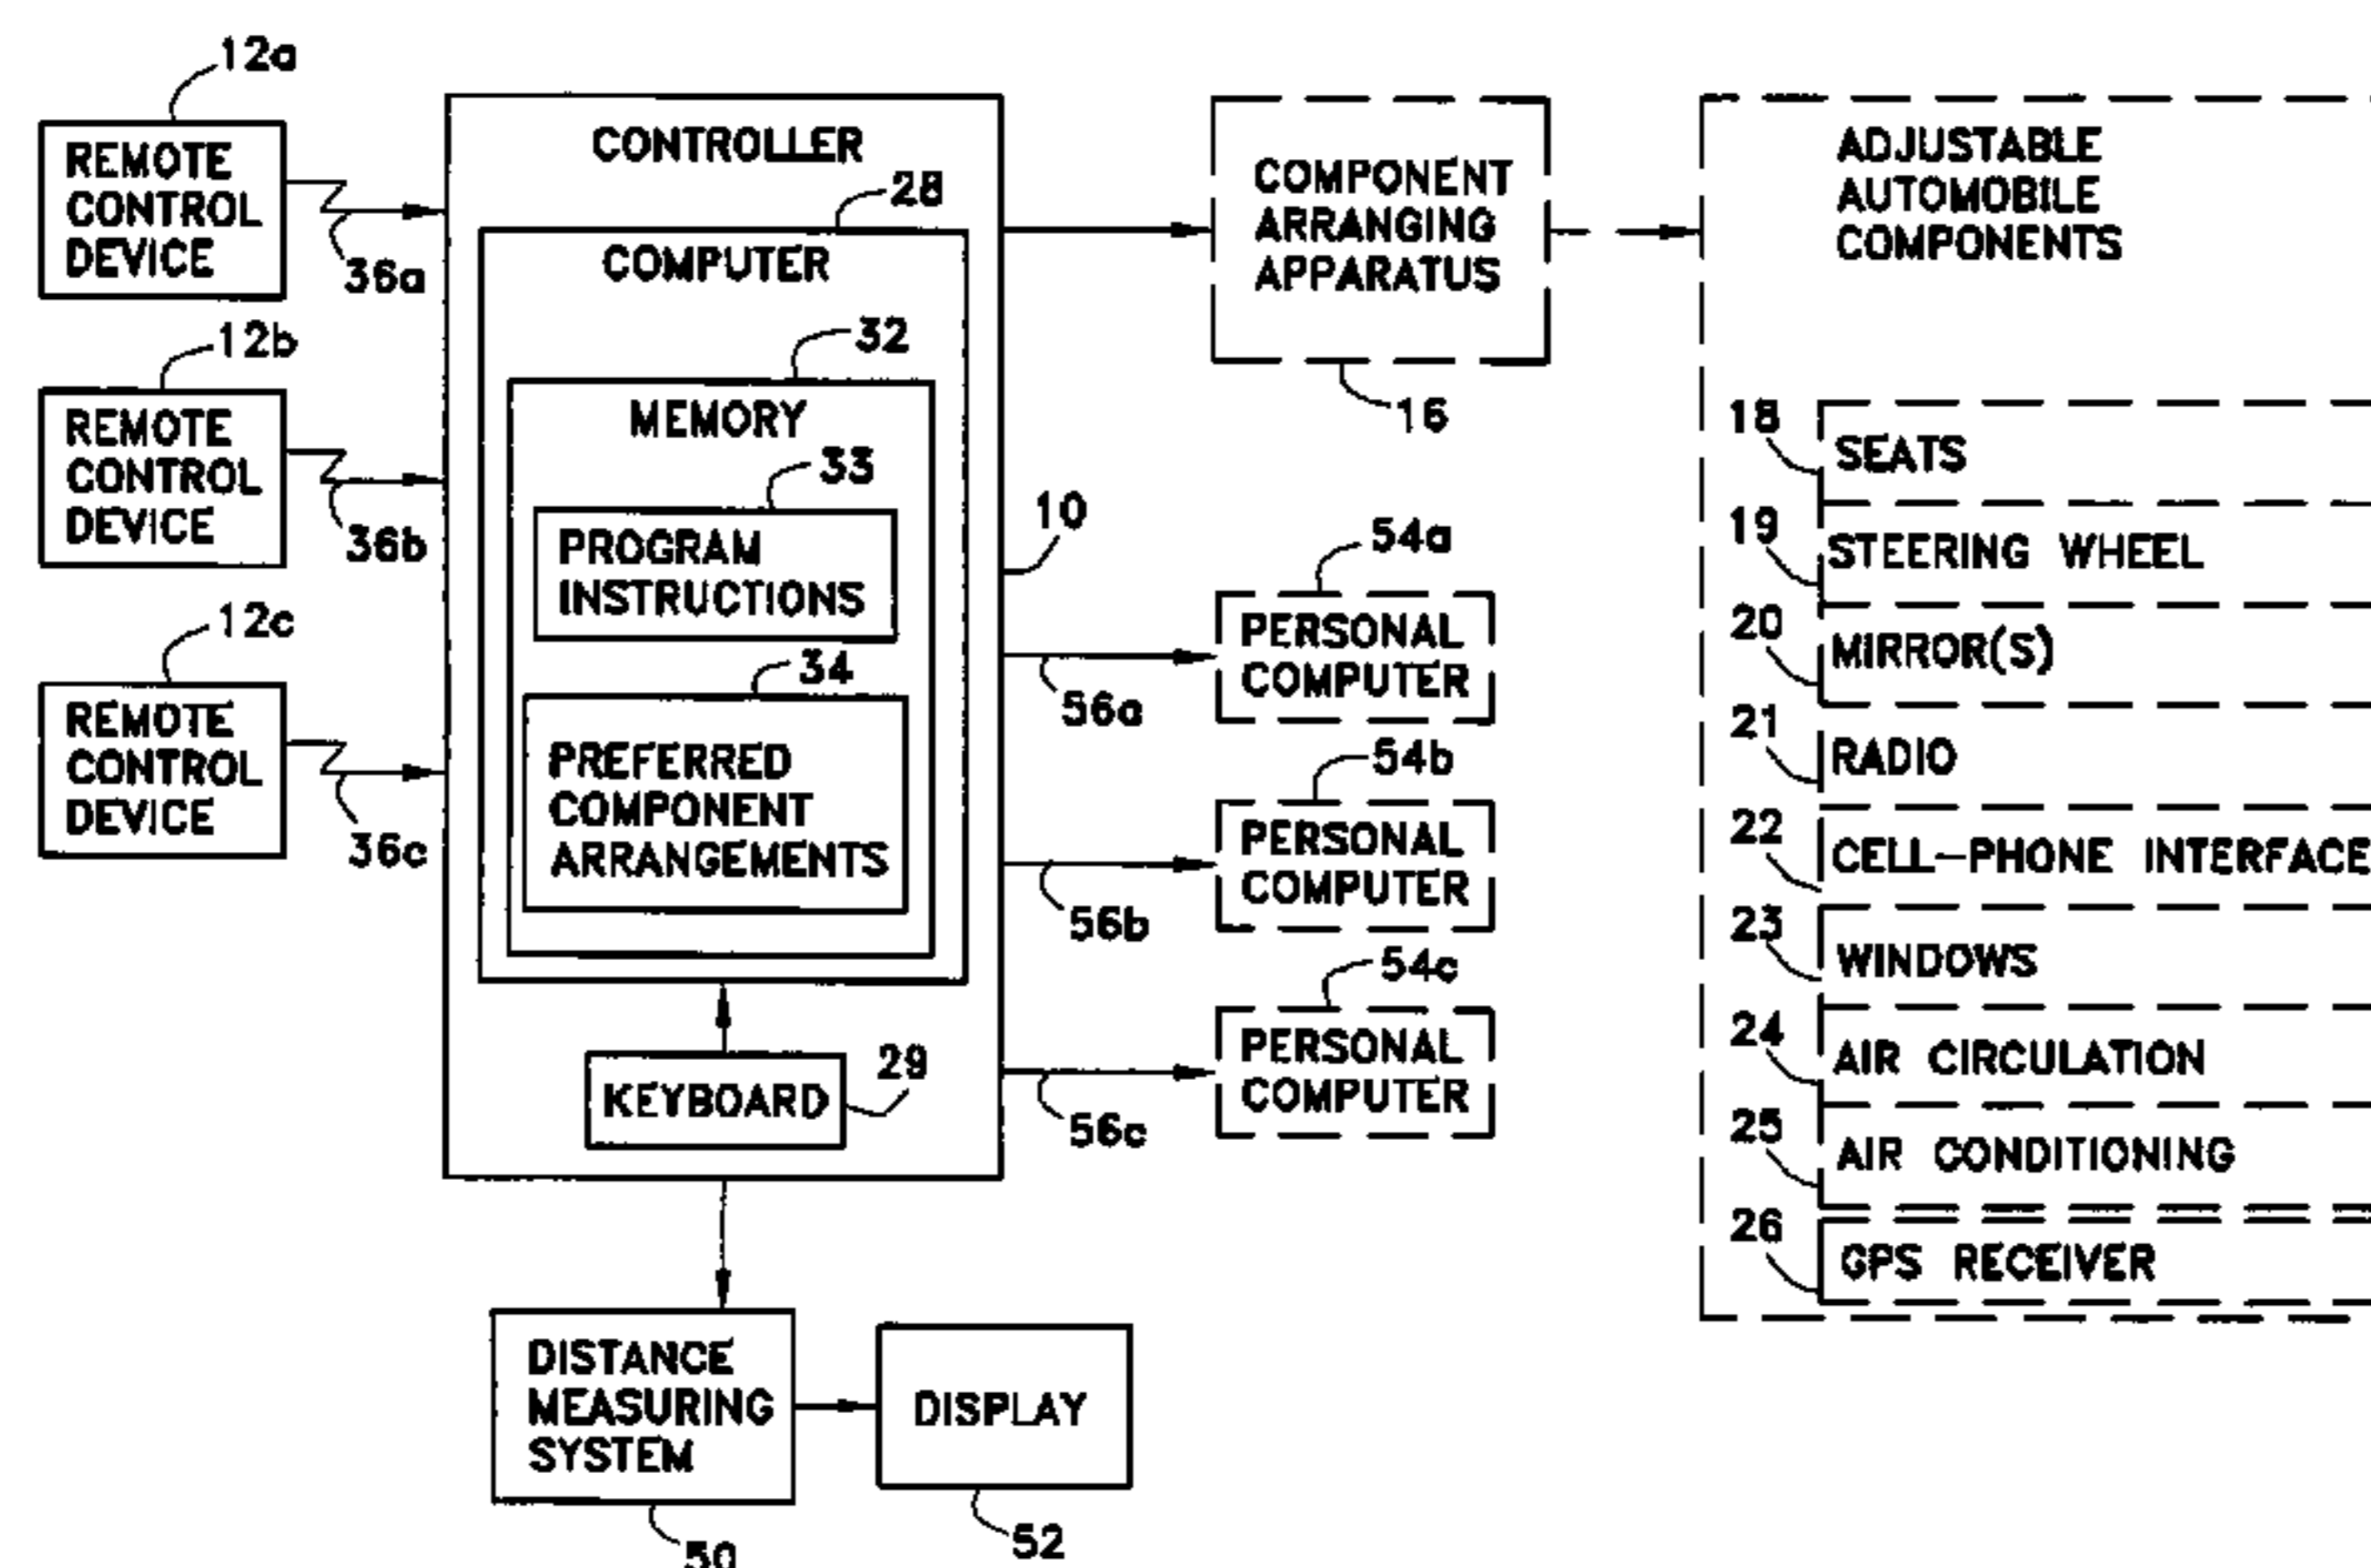 12a
REMOTE
CONTROL
DEVICE
36a
12b
REMOTE
CONTROL
DEVICE
36b
12c
REMOTE
CONTROL
DEVICE
36c
CONTROLLER
28
COMPUTER
32
MEMORY
33
PROGRAM
INSTRUCTIONS
34
PREFERRED
COMPONENT
ARRANGEMENTS
KEYBOARD
29
10
COMPONENT
ARRANGING
APPARATUS
16
54a
PERSONAL
COMPUTER
56a
54b
PERSONAL
COMPUTER
56b
54c
PERSONAL
COMPUTER
56c
DISTANCE
MEASURING
SYSTEM
50
DISPLAY
52
ADJUSTABLE
AUTOMOBILE
COMPONENTS
18
SEATS
19
STEERING WHEEL
20
MIRROR(S)
21
RADIO
22
CELL-PHONE INTERFACE
23
WINDOWS
24
AIR CIRCULATION
25
AIR CONDITIONING
26
GPS RECEIVER